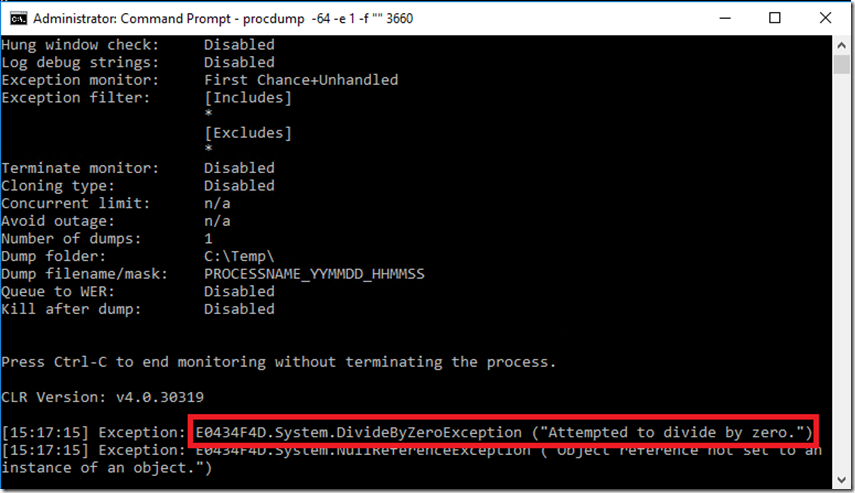 Administrator: Command Prompt - procdump -64 -e 1 -f "" 3660
Hung window check: Disabled
Log debug strings: Disabled
Exception monitor: First Chance+Unhandled
Exception filter: [Includes]
*
[Excludes]
*
Terminate monitor: Disabled
Cloning type: Disabled
Concurrent limit: n/a
Avoid outage: n/a
Number of dumps: 1
Dump folder: C:\Temp\
Dump filename/mask: PROCESSNAME_YYMMDD_HHMMSS
Queue to WER: Disabled
Kill after dump: Disabled
Press Ctrl-C to end monitoring without terminating the process.
CLR Version: v4.0.30319
[15:17:15] Exception: E0434F4D.System.DivideByZeroException ("Attempted to divide by zero.")
[15:17:15] Exception: E0434F4D.System.NullReferenceException ("Object reference not set to an
instance of an object.")